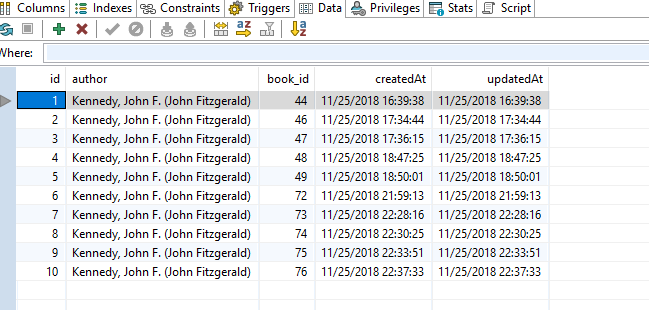 Columns Indexes Constraints Triggers Data Privileges Stats Script
Where:
id author book_id createdAt updatedAt
1 Kennedy, John F. (John Fitzgerald) 44 11/25/2018 16:39:38 11/25/2018 16:39:38
2 Kennedy, John F. (John Fitzgerald) 46 11/25/2018 17:34:44 11/25/2018 17:34:44
3 Kennedy, John F. (John Fitzgerald) 47 11/25/2018 17:36:15 11/25/2018 17:36:15
4 Kennedy, John F. (John Fitzgerald) 48 11/25/2018 18:47:25 11/25/2018 18:47:25
5 Kennedy, John F. (John Fitzgerald) 49 11/25/2018 18:50:01 11/25/2018 18:50:01
6 Kennedy, John F. (John Fitzgerald) 72 11/25/2018 21:59:13 11/25/2018 21:59:13
7 Kennedy, John F. (John Fitzgerald) 73 11/25/2018 22:28:16 11/25/2018 22:28:16
8 Kennedy, John F. (John Fitzgerald) 74 11/25/2018 22:30:25 11/25/2018 22:30:25
9 Kennedy, John F. (John Fitzgerald) 75 11/25/2018 22:33:51 11/25/2018 22:33:51
10 Kennedy, John F. (John Fitzgerald) 76 11/25/2018 22:37:33 11/25/2018 22:37:33